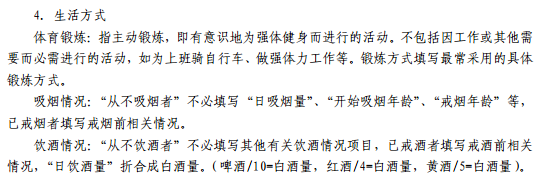 4. 生活方式
体育锻炼：指主动锻炼，即有意识地为强体健身而进行的活动。不包括因工作或其他需
要而必需进行的活动，如为上班骑自行车、做强体力工作等。锻炼方式填写最常采用的具体
锻炼方式。
吸烟情况：“从不吸烟者”不必填写“日吸烟量”、“开始吸烟年龄”、“戒烟年龄”等，
已戒烟者填写戒烟前相关情况。
饮酒情况：“从不饮酒者”不必填写其他有关饮酒情况项目，已戒酒者填写戒酒前相关
情况，“日饮酒量”折合成白酒量。（啤酒/10=白酒量，红酒/4=白酒量，黄酒/5=白酒量）。